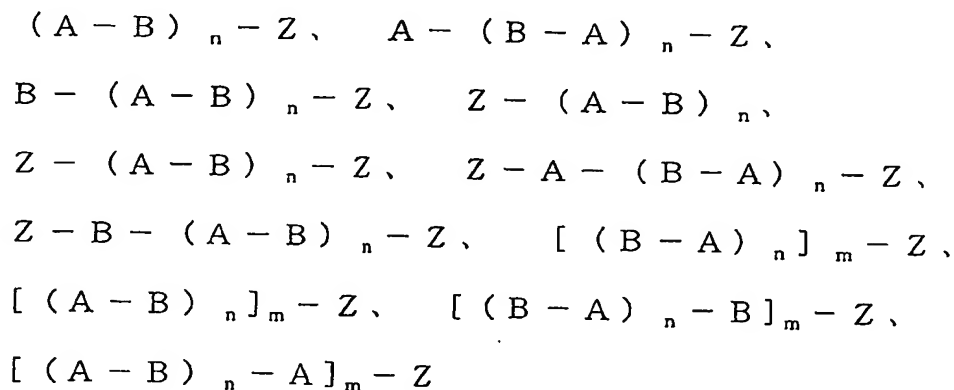 (A－B)n－Z、 A－(B－A)n－Z、
B－(A－B)n－Z、 Z－(A－B)n、
Z－(A－B)n－Z、 Z－A－(B－A)n－Z、
Z－B－(A－B)n－Z、 [(B－A)n]m－Z、
[(A－B)n]m－Z、 [(B－A)n－B]m－Z、
[(A－B)n－A]m－Z